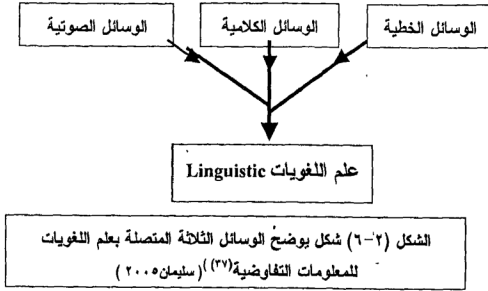 الوسائل الخطية
الوسائل الكلامية
الوسائل الصوتية
علم اللغويات Linguistic
الشكل (٢-٦) شكل يوضح الوسائل الثلاثة المتصلة بعلم اللغويات
للمعلومات التفاوضية(٣٧)) (سليمان٢٠٠٥)